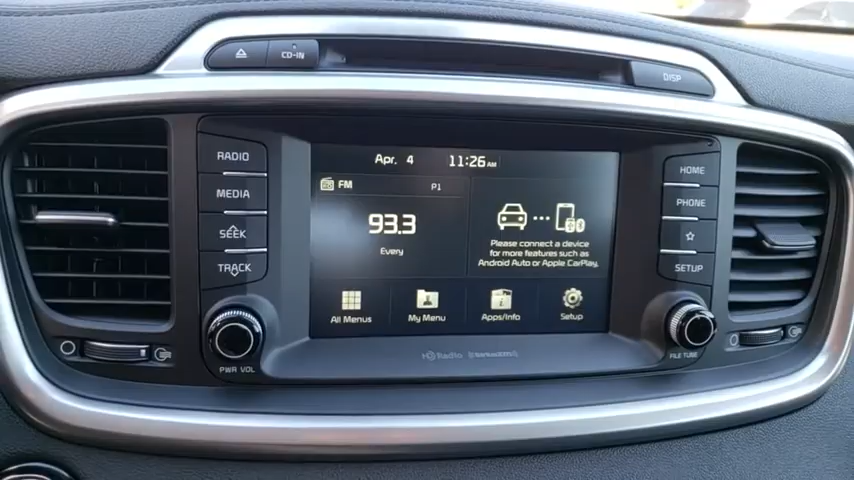 CD-IN
DISP
RADIO
MEDIA
SEEK
TRACK
PWR VOL
Apr. 4 11:26 AM
FM P1
93.3
Every
Please connect a device
for more features such as
Android Auto or Apple CarPlay.
All Menus My Menu Apps/Info Setup
HD Radio SiriusXM
HOME
PHONE
SETUP
FILE TUNE